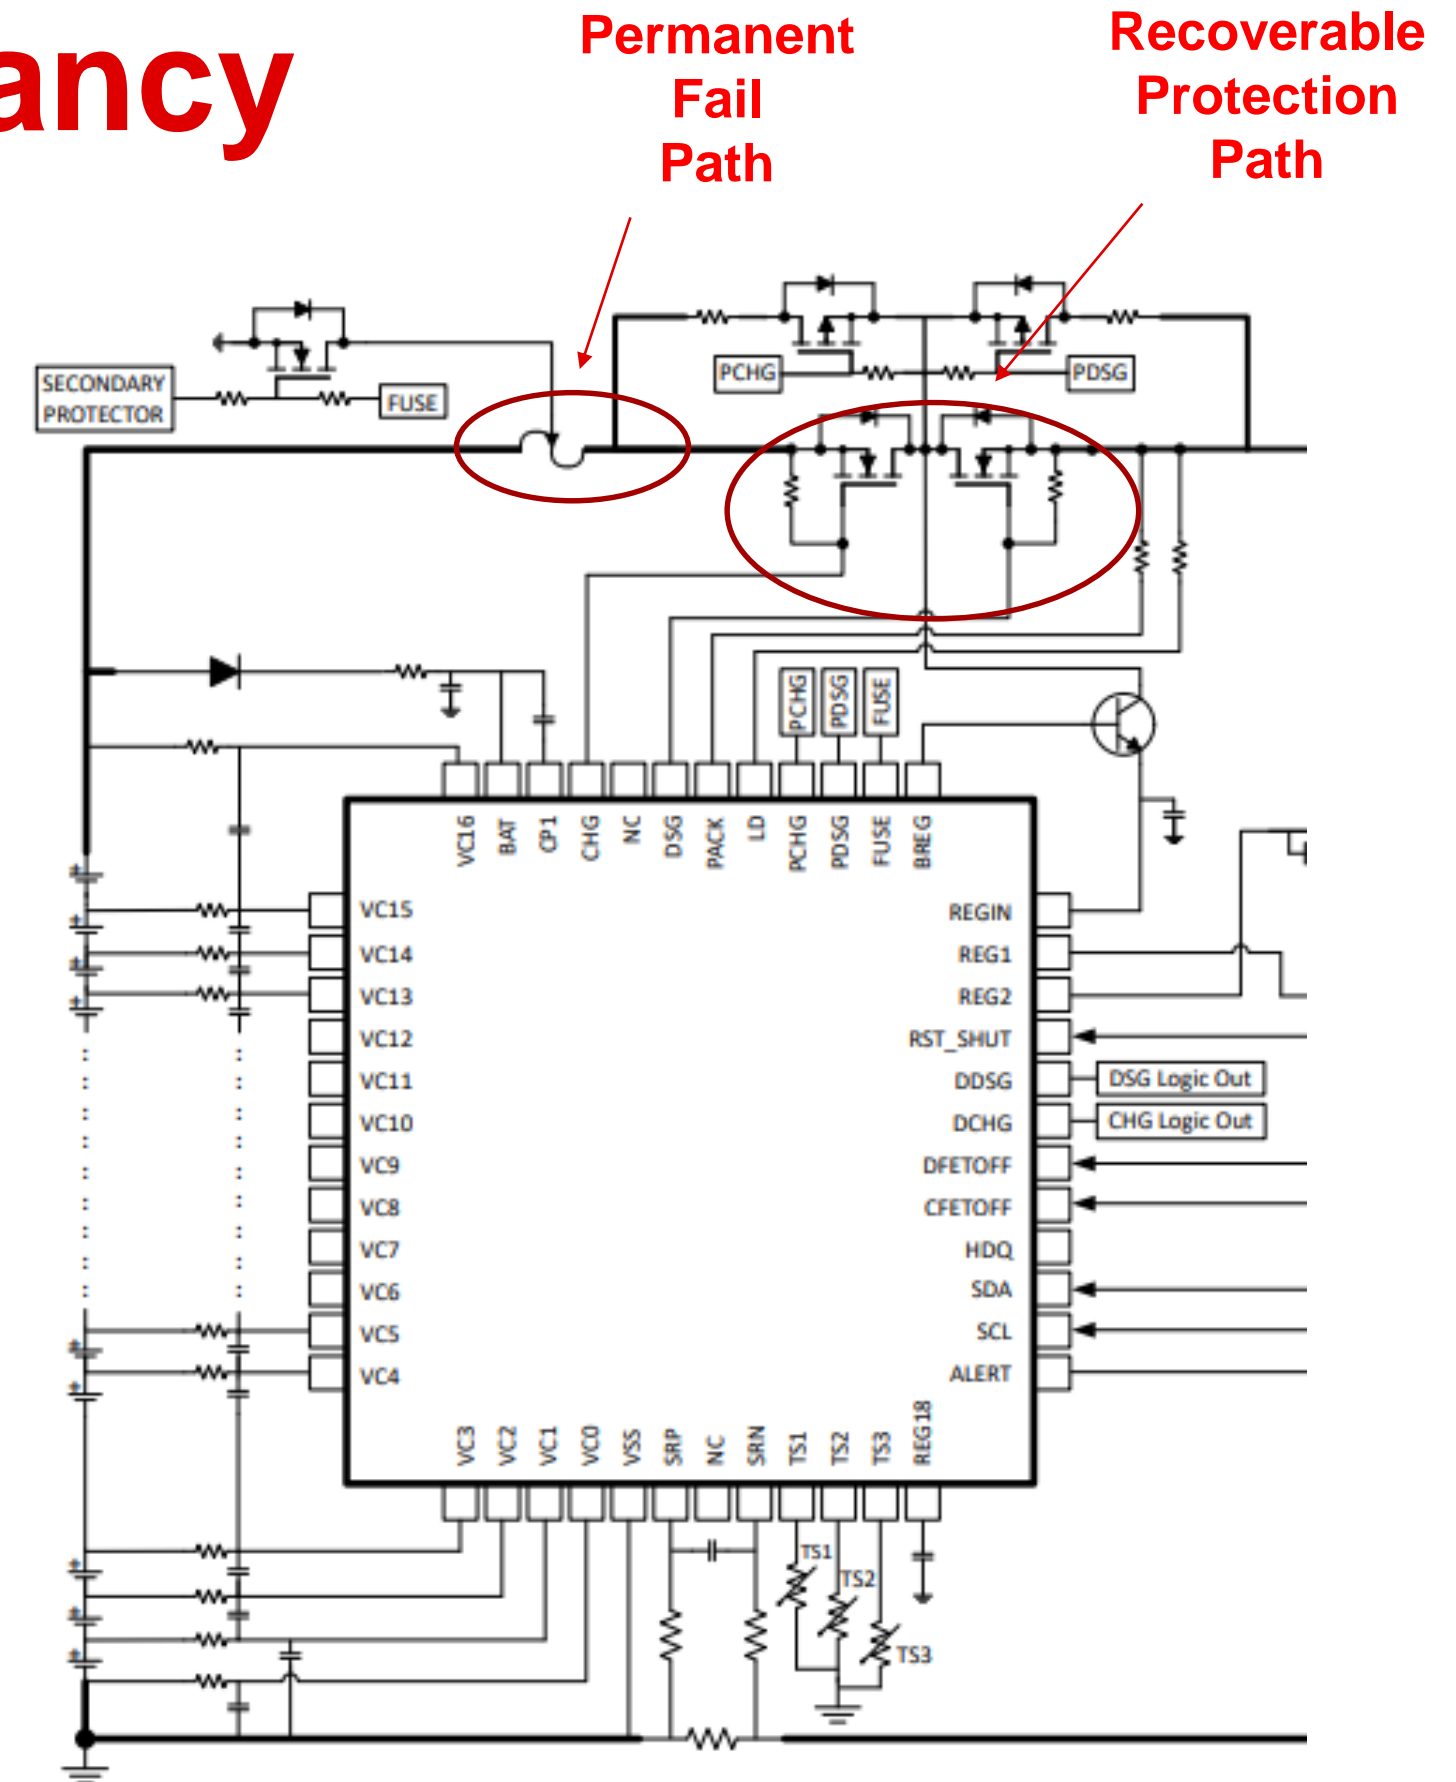 ancy
Permanent
Fail
Path
Recoverable
Protection
Path
SECONDARY
PROTECTOR
FUSE
PCHG
PDSG
PCHG
PDSG
FUSE
VC16
BAT
CP1
CHG
NC
DSG
PACK
LD
PCHG
PDSG
FUSE
BREG
VC15
VC14
VC13
VC12
VC11
VC10
VC9
VC8
VC7
VC6
VC5
VC4
REGIN
REG1
REG2
RST_SHUT
DDSG
DSG Logic Out
DCHG
CHG Logic Out
DFETOFF
CFETOFF
HDQ
SDA
SCL
ALERT
VC3
VC2
VC1
VC0
VSS
SRP
NC
SRN
TS1
TS2
TS3
REG18
TS1
TS2
TS3